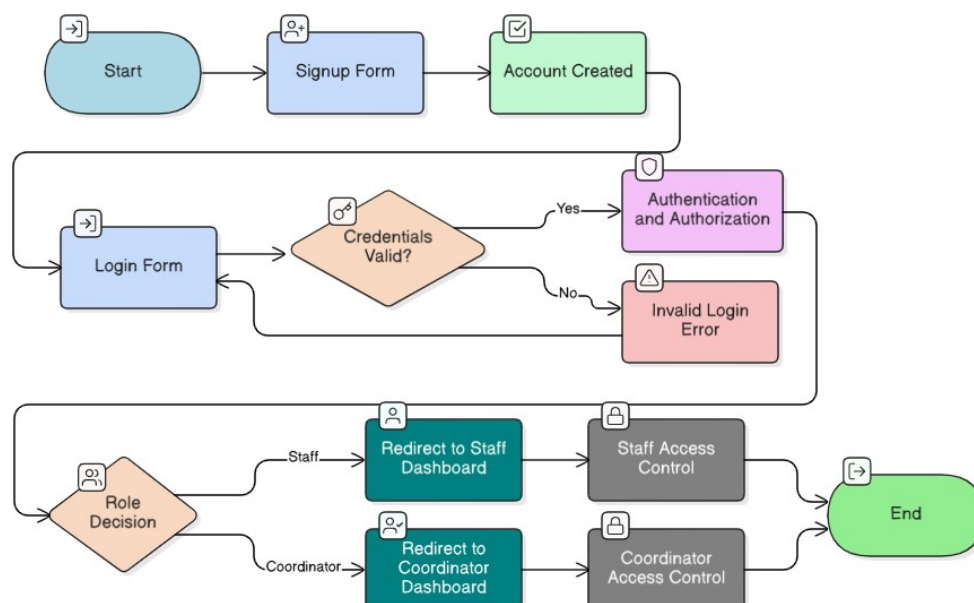 Start
Signup Form
Account Created
Login Form
Credentials
Valid?
Yes
Authentication
and Authorization
No
Invalid Login
Error
Role
Decision
Staff
Redirect to Staff
Dashboard
Staff Access
Control
Coordinator
Redirect to
Coordinator
Dashboard
Coordinator
Access Control
End